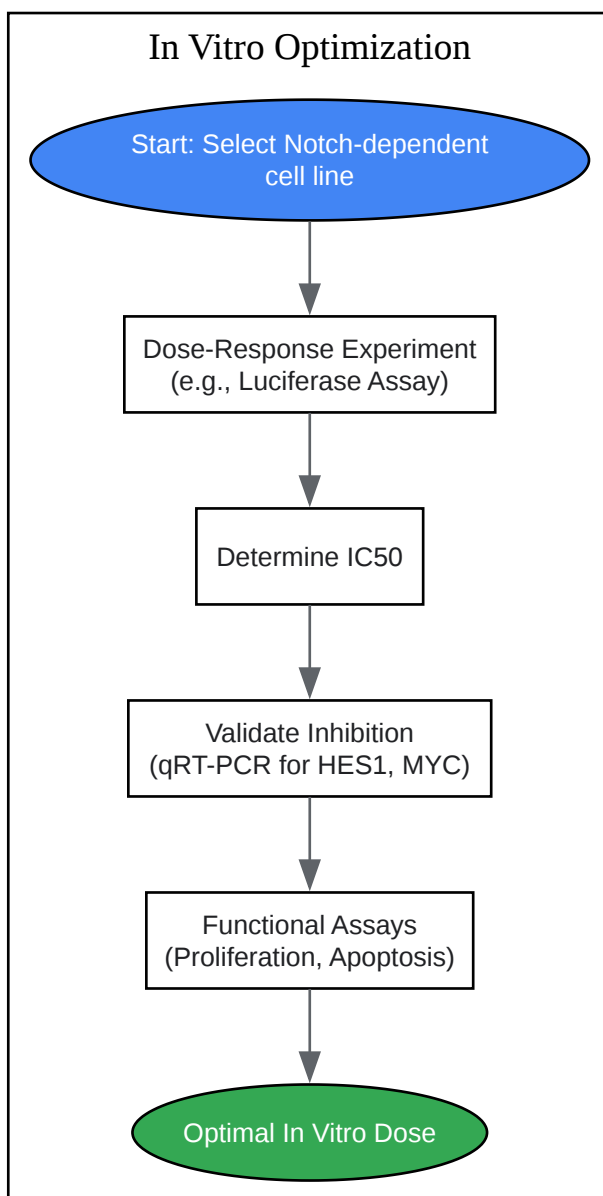 In Vitro Optimization
Start: Select Notch-dependent
cell line
Dose-Response Experiment
(e.g., Luciferase Assay)
Determine IC50
Validate Inhibition
(qRT-PCR for HES1, MYC)
Functional Assays
(Proliferation, Apoptosis)
Optimal In Vitro Dose